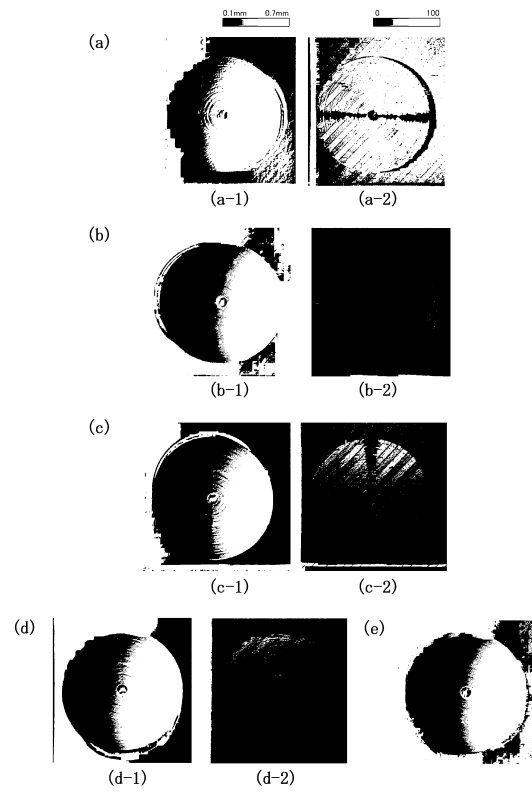 0.1mm 0.7mm
0 100
(a)
(a-1) (a-2)
(b)
(b-1) (b-2)
(c)
(c-1) (c-2)
(d) (e)
(d-1) (d-2)